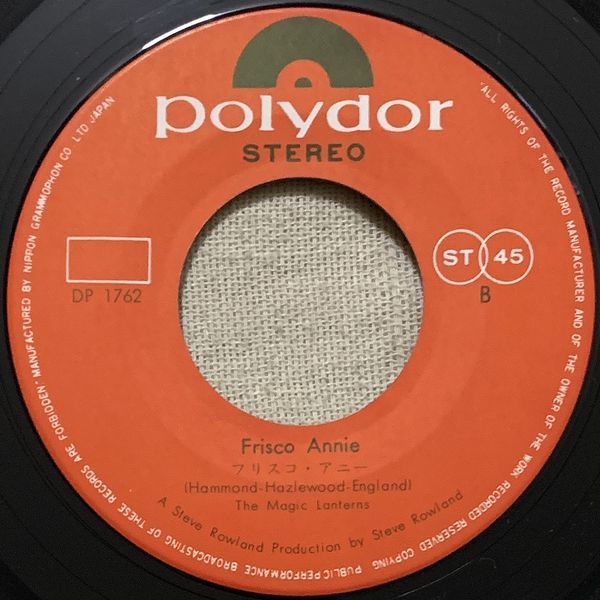 polydor
STEREO
DP 1762
ST 45
B
Frisco Annie
フリスコ・アニー
(Hammond-Hazlewood-England)
The Magic Lanterns
A Steve Rowland Production by Steve Rowland
"ALL RIGHTS OF THE RECORD MANUFACTURER AND OF THE OWNER OF THE WORK RECORDED RESERVED COPYING PUBLIC PERFORMANCE BROADCASTING OF THESE RECORDS ARE FORBIDDEN" MANUFACTURED BY NIPPON GRAMMOPHON CO. LTD. JAPAN